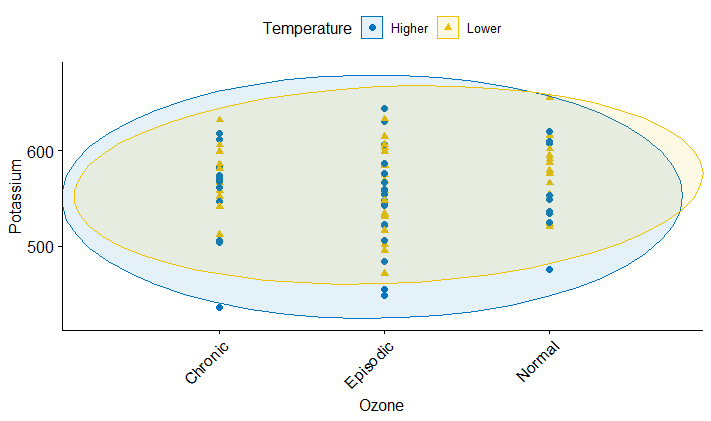 Temperature Higher Lower
Potassium
600
500
Chronic
Episodic
Normal
Ozone